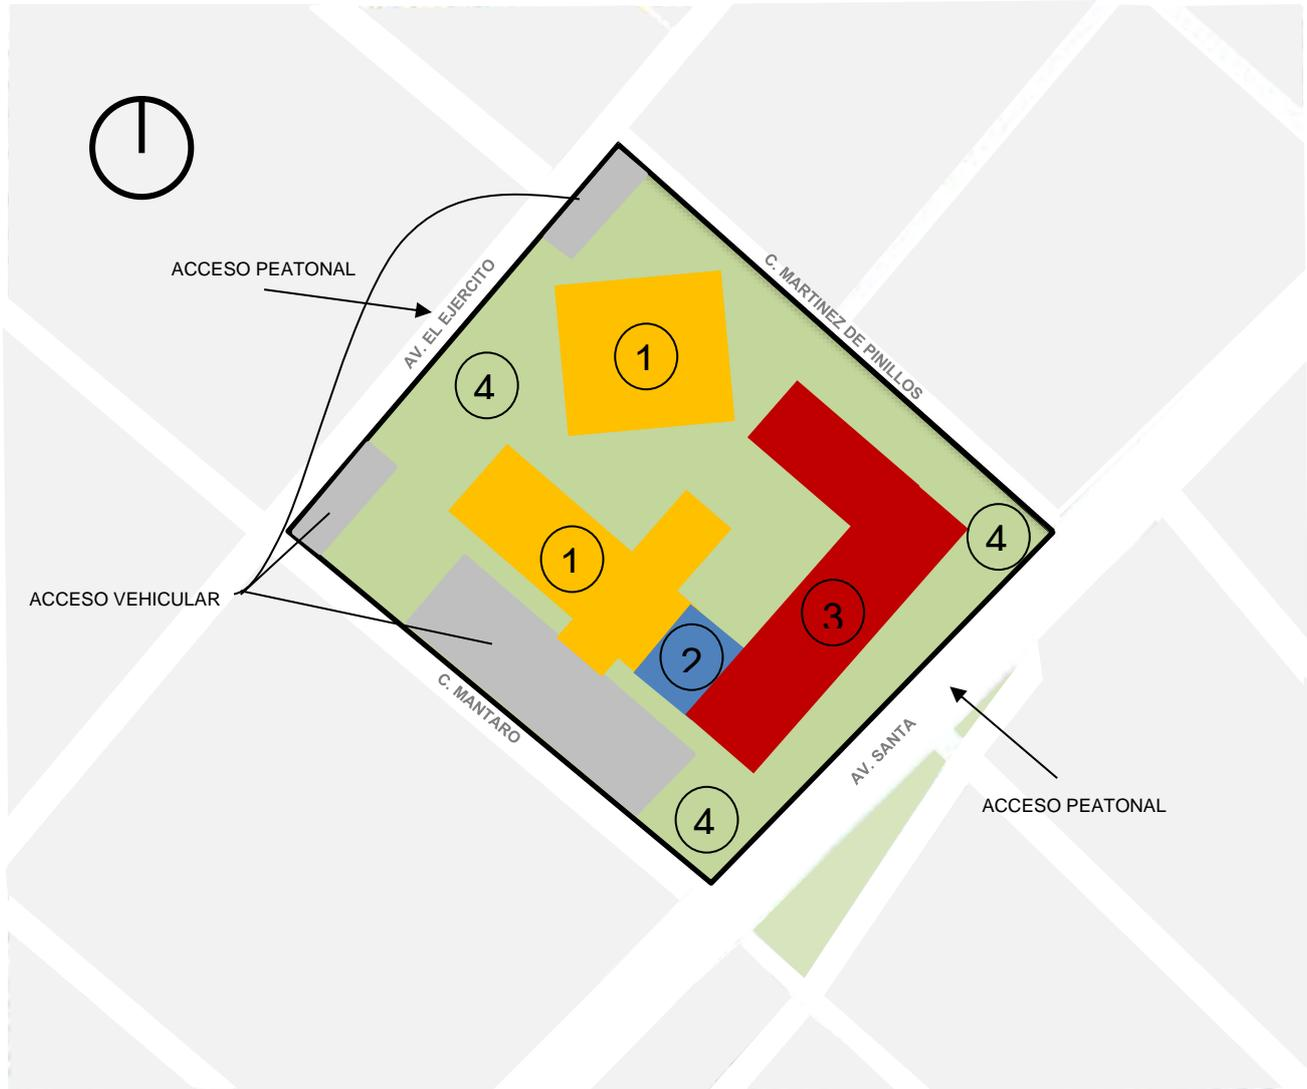 ACCESO PEATONAL
AV. EL EJERCITO
C. MARTINEZ DE PINILLOS
1
4
4
1
ACCESO VEHICULAR
3
2
C. MANTARO
AV. SANTA
ACCESO PEATONAL
4